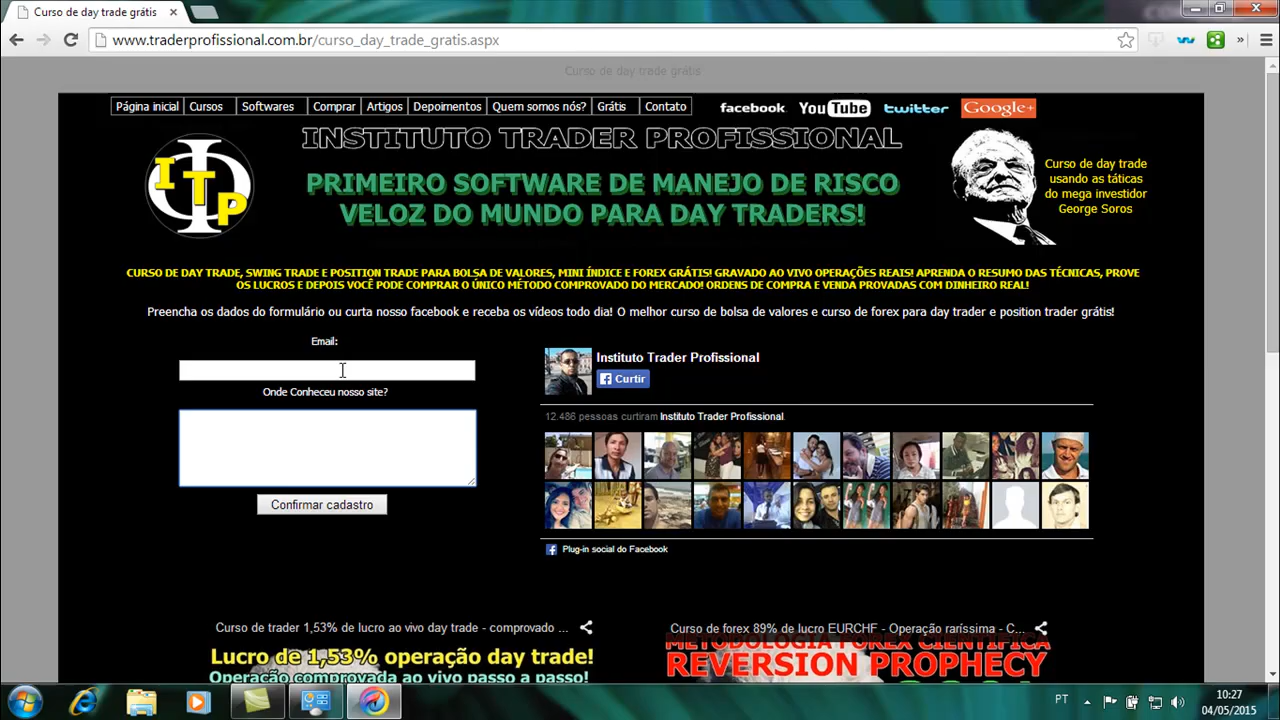 Curso de day trade grátis
www.traderprofissional.com.br/curso_day_trade_gratis.aspx
Curso de day trade grátis
Página inicial Cursos Softwares Comprar Artigos Depoimentos Quem somos nós? Grátis Contato
facebook You Tube twitter Google+
INSTITUTO TRADER PROFISSIONAL
ITP
PRIMEIRO SOFTWARE DE MANEJO DE RISCO
VELOZ DO MUNDO PARA DAY TRADERS!
Curso de day trade
usando as táticas
do mega investidor
George Soros
CURSO DE DAY TRADE, SWING TRADE E POSITION TRADE PARA BOLSA DE VALORES, MINI ÍNDICE E FOREX GRÁTIS! GRAVADO AO VIVO OPERAÇÕES REAIS! APRENDA O RESUMO DAS TÉCNICAS, PROVE
OS LUCROS E DEPOIS VOCÊ PODE COMPRAR O ÚNICO MÉTODO COMPROVADO DO MERCADO! ORDENS DE COMPRA E VENDA PROVADAS COM DINHEIRO REAL!
Preencha os dados do formulário ou curta nosso facebook e receba os vídeos todo dia! O melhor curso de bolsa de valores e curso de forex para day trader e position trader grátis!
Email:
Onde Conheceu nosso site?
Confirmar cadastro
Instituto Trader Profissional
Curtir
12.486 pessoas curtiram Instituto Trader Profissional.
Plug-in social do Facebook
Curso de trader 1,53% de lucro ao vivo day trade - comprovado ...
Lucro de 1,53% operação day trade!
Operação comprovada ao vivo passo a passo!
Curso de forex 89% de lucro EURCHF - Operação raríssima - C...
METODOLOGIA FOREX CIENTÍFICA
REVERSION PROPHECY
PT
10:27
04/05/2015